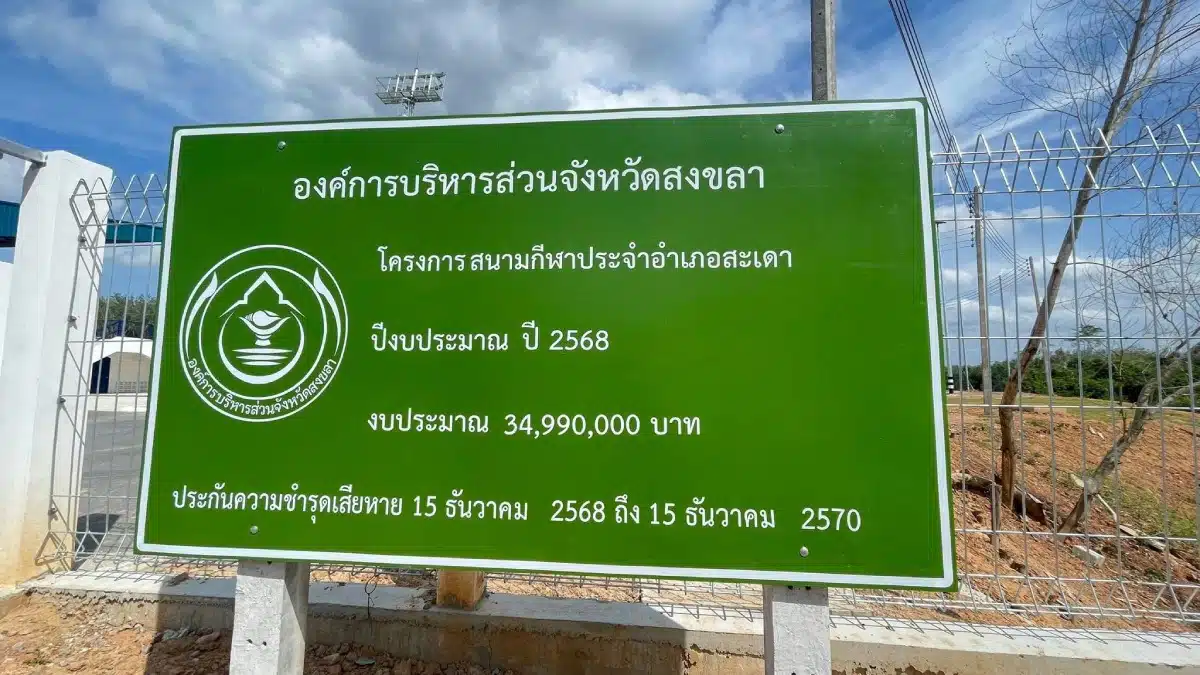 องค์การบริหารส่วนจังหวัดสงขลา
โครงการ สนามกีฬาประจำอำเภอสะเดา
ปีงบประมาณ ปี 2568
องค์การบริหารส่วนจังหวัดสงขลา
งบประมาณ 34,990,000 บาท
ประกันความชำรุดเสียหาย 15 ธันวาคม 2568 ถึง 15 ธันวาคม 2570